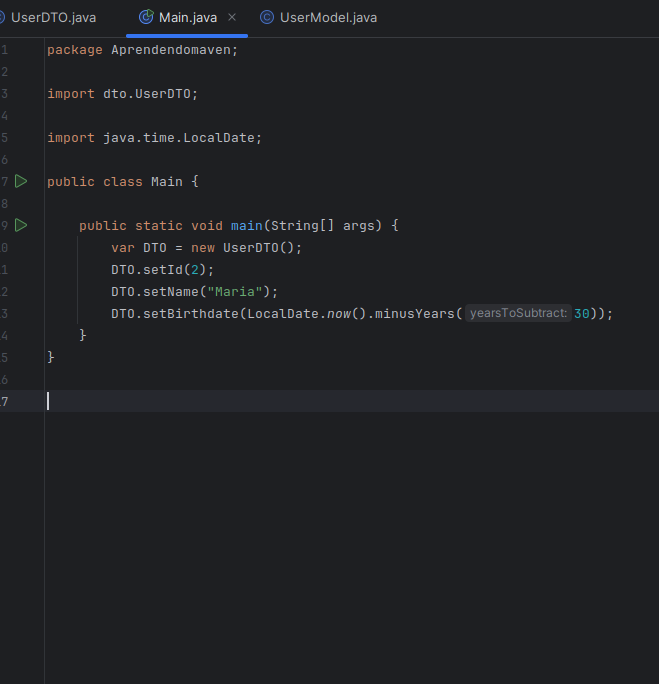 UserDTO.java Main.java × UserModel.java
1 package Aprendendomaven;
2
3 import dto.UserDTO;
4
5 import java.time.LocalDate;
6
7 public class Main {
8
9 public static void main(String[] args) {
0 var DTO = new UserDTO();
1 DTO.setId(2);
2 DTO.setName("Maria");
3 DTO.setBirthdate(LocalDate.now().minusYears( yearsToSubtract: 30));
4 }
5 }
6
7